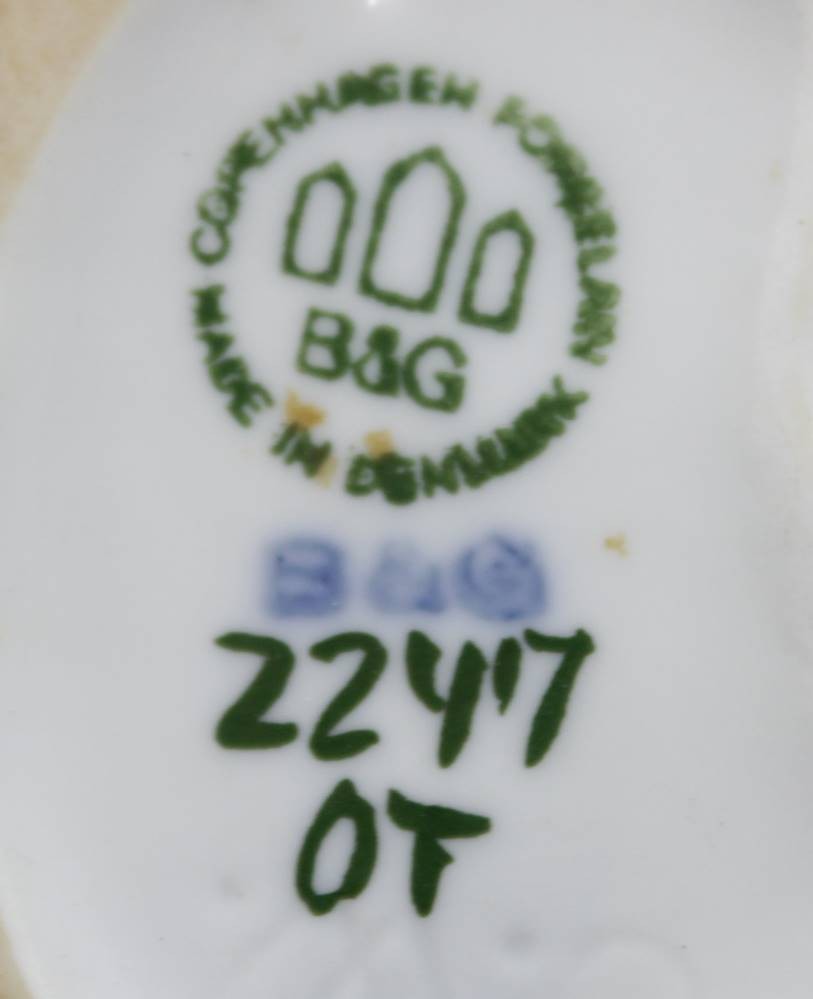 COPENHAGEN PORCELAIN
B&G
MADE IN DENMARK
B&G
2247
OT